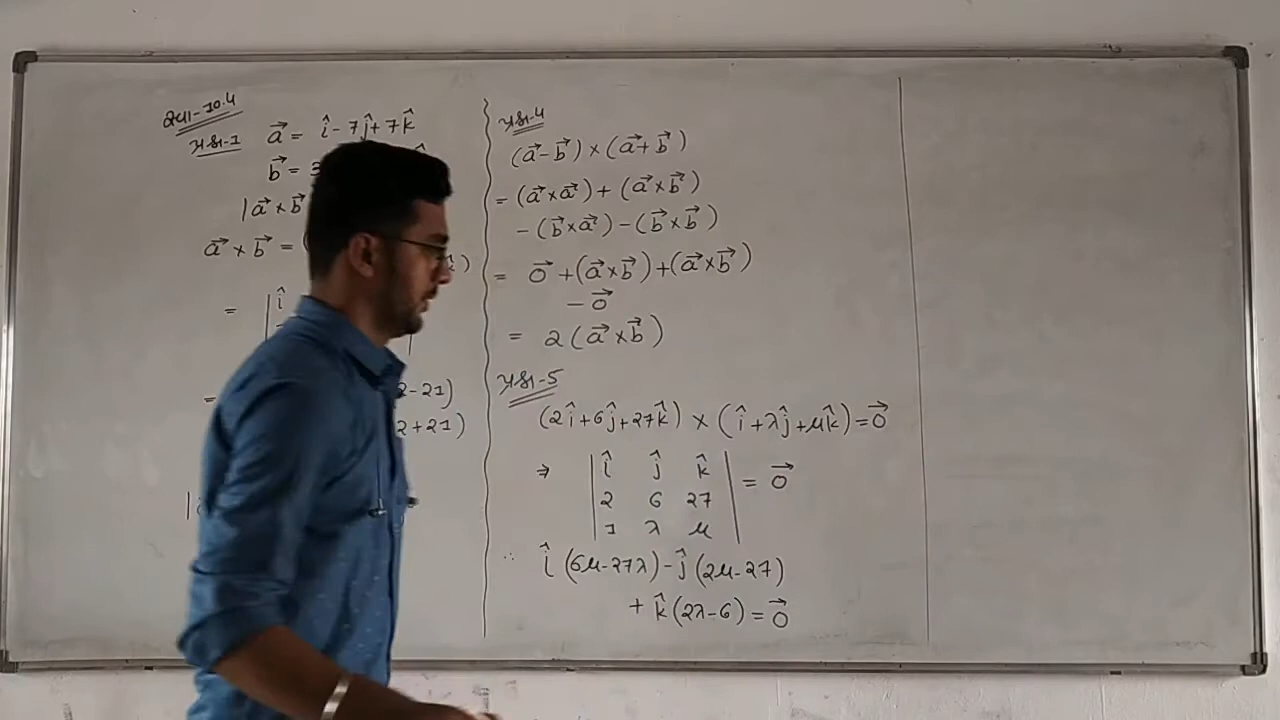 સ્વા-10.4
પ્રશ્ન-1 a⃗ = î - 7ĵ + 7k̂
b⃗ = 3
|a⃗ × b⃗
a⃗ × b⃗ = (
)
= | î
=
2-21)
2+21)
પ્રશ્ન-4
(a⃗ - b⃗) × (a⃗ + b⃗)
= (a⃗ × a⃗) + (a⃗ × b⃗)
- (b⃗ × a⃗) - (b⃗ × b⃗)
= 0⃗ + (a⃗ × b⃗) + (a⃗ × b⃗)
- 0⃗
= 2 (a⃗ × b⃗)
પ્રશ્ન-5
(2î + 6ĵ + 27k̂) × (î + λĵ + μk̂) = 0⃗
⇒ | î ĵ k̂ | = 0⃗
2 6 27
1 λ μ
∴ î (6μ - 27λ) - ĵ (2μ - 27)
+ k̂ (2λ - 6) = 0⃗